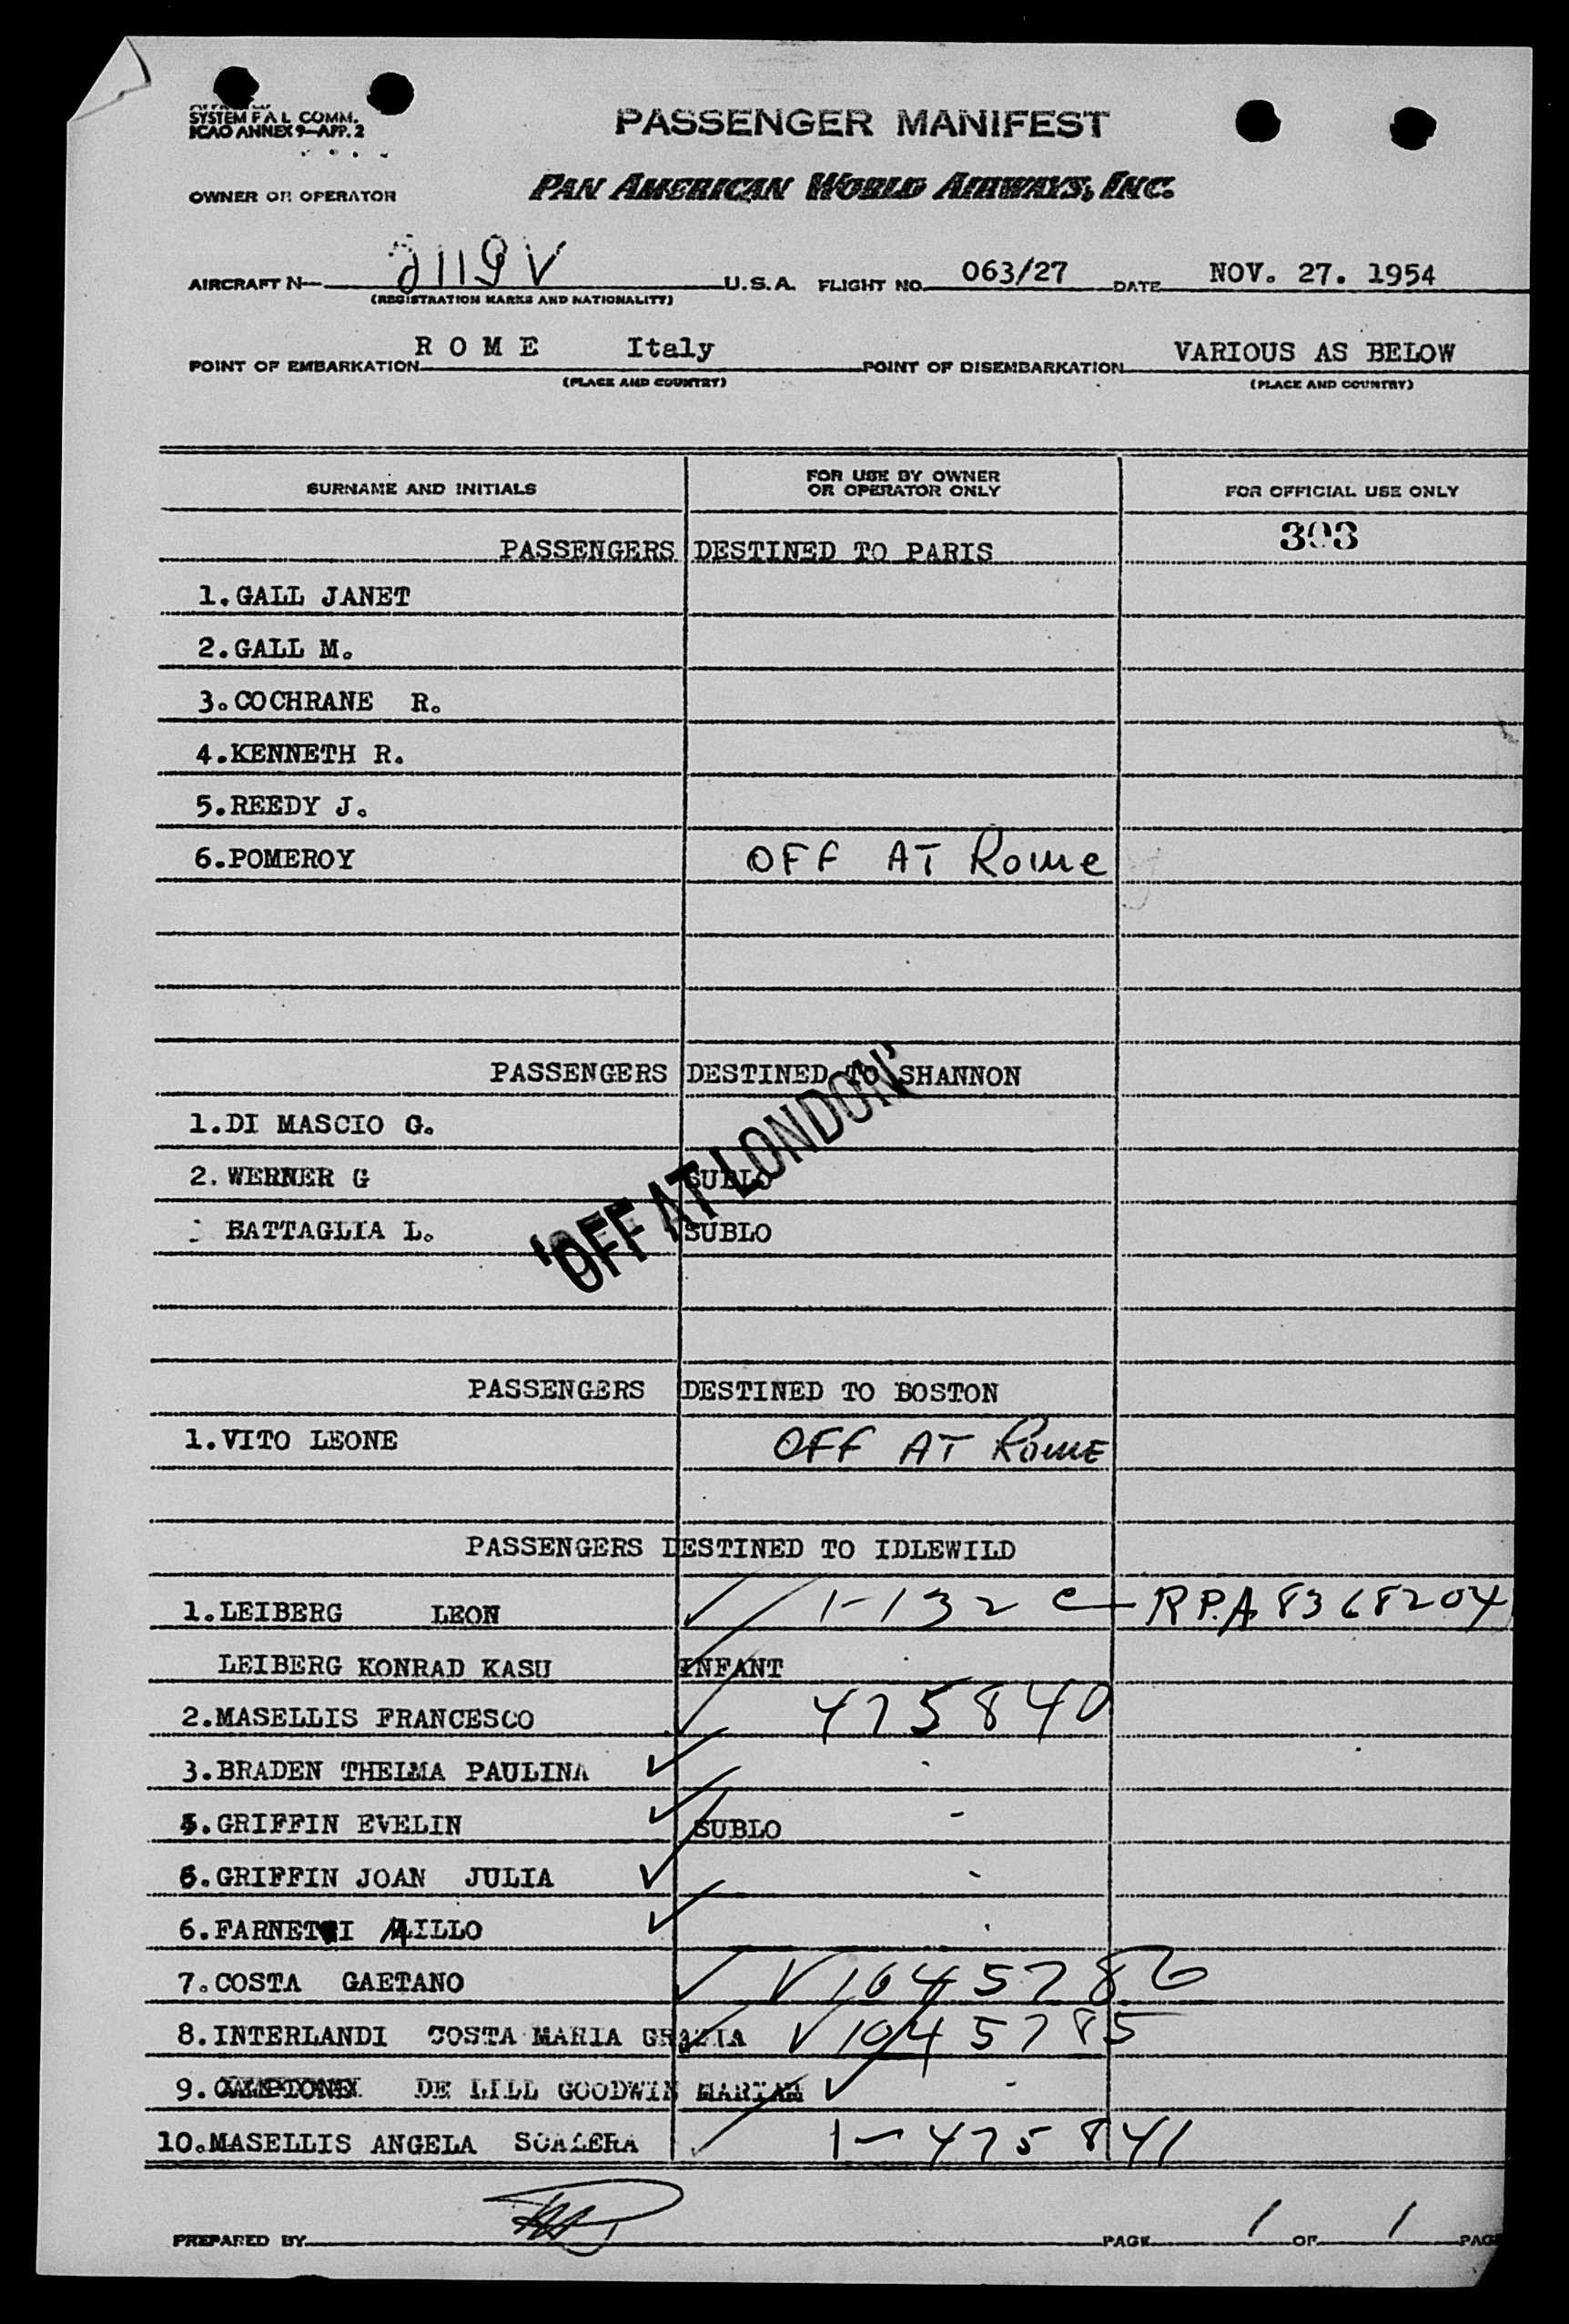 SYSTEM F A L COMM.
ICAO ANNEX 9—APP. 2
PASSENGER MANIFEST
OWNER OR OPERATOR
PAN AMERICAN WORLD AIRWAYS, INC.
AIRCRAFT N— 2119V U.S.A. FLIGHT NO. 063/27 DATE NOV. 27. 1954
(REGISTRATION MARKS AND NATIONALITY)
POINT OF EMBARKATION R O M E Italy POINT OF DISEMBARKATION VARIOUS AS BELOW
(PLACE AND COUNTRY) (PLACE AND COUNTRY)
SURNAME AND INITIALS FOR USE BY OWNER OR OPERATOR ONLY FOR OFFICIAL USE ONLY
PASSENGERS DESTINED TO PARIS 303
1.GALL JANET
2.GALL M.
3.COCHRANE R.
4.KENNETH R.
5.REEDY J.
6.POMEROY OFF AT Rome
PASSENGERS DESTINED TO SHANNON
1.DI MASCIO G.
2. WERNER G SUBLO
BATTAGLIA L. SUBLO
'OFF AT LONDON'
PASSENGERS DESTINED TO BOSTON
1.VITO LEONE OFF AT Rome
PASSENGERS DESTINED TO IDLEWILD
1.LEIBERG LEON ✓ 1-132 c — R.P.A 8368204
LEIBERG KONRAD KASU INFANT
2.MASELLIS FRANCESCO ✓ 475840
3.BRADEN THELMA PAULINA ✓
.GRIFFIN EVELIN ✓ SUBLO
.GRIFFIN JOAN JULIA ✓
6.FARNETI MILLO ✓
7.COSTA GAETANO ✓ V1645786
8.INTERLANDI COSTA MARIA GRAZIA ✓ V1045785
9. DE LILL GOODWIN MARIAM ✓
10.MASELLIS ANGELA SCALERA ✓ 1-475841
PREPARED BY PAGE 1 OF 1 PAG